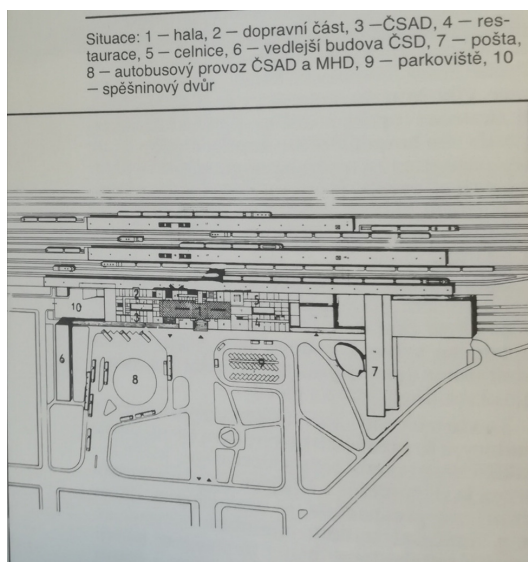 Situace: 1 — hala, 2 — dopravní část, 3 —ČSAD, 4 — res-
taurace, 5 — celnice, 6 — vedlejší budova ČSD, 7 — pošta,
8 — autobusový provoz ČSAD a MHD, 9 — parkoviště, 10
— spěšninový dvůr
2
5
10
1
3
4
6
8
9
7